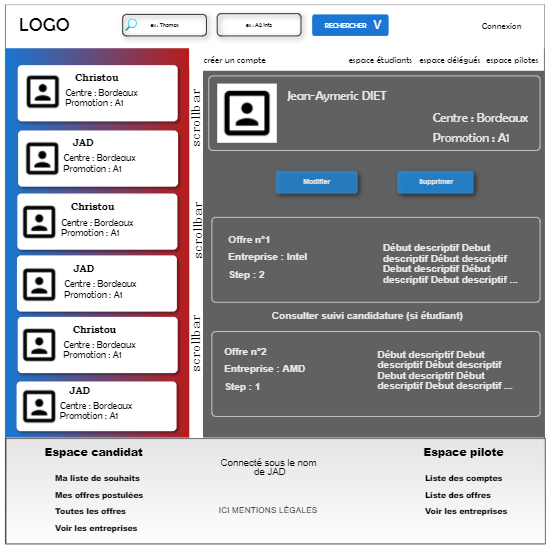 LOGO
ex : Thomas
ex : A2 Info
RECHERCHER V
Connexion
créer un compte
espace étudiants
espace délégués
espace pilotes
Christou
Centre : Bordeaux
Promotion : A1
JAD
Centre : Bordeaux
Promotion : A1
Christou
Centre : Bordeaux
Promotion : A1
JAD
Centre : Bordeaux
Promotion : A1
Christou
Centre : Bordeaux
Promotion : A1
JAD
Centre : Bordeaux
Promotion : A1
scrollbar
scrollbar
scrollbar
Jean-Aymeric DIET
Centre : Bordeaux
Promotion : A1
Modifier
Supprimer
Offre n°1
Entreprise : Intel
Step : 2
Début descriptif Debut
descriptif Début descriptif
Debut descriptif Début
descriptif Debut descriptif ...
Consulter suivi candidature (si étudiant)
Offre n°2
Entreprise : AMD
Step : 1
Début descriptif Debut
descriptif Début descriptif
Debut descriptif Début
descriptif Debut descriptif ...
Espace candidat
Ma liste de souhaits
Mes offres postulées
Toutes les offres
Voir les entreprises
Connecté sous le nom
de JAD
ICI MENTIONS LÉGALES
Espace pilote
Liste des comptes
Liste des offres
Voir les entreprises